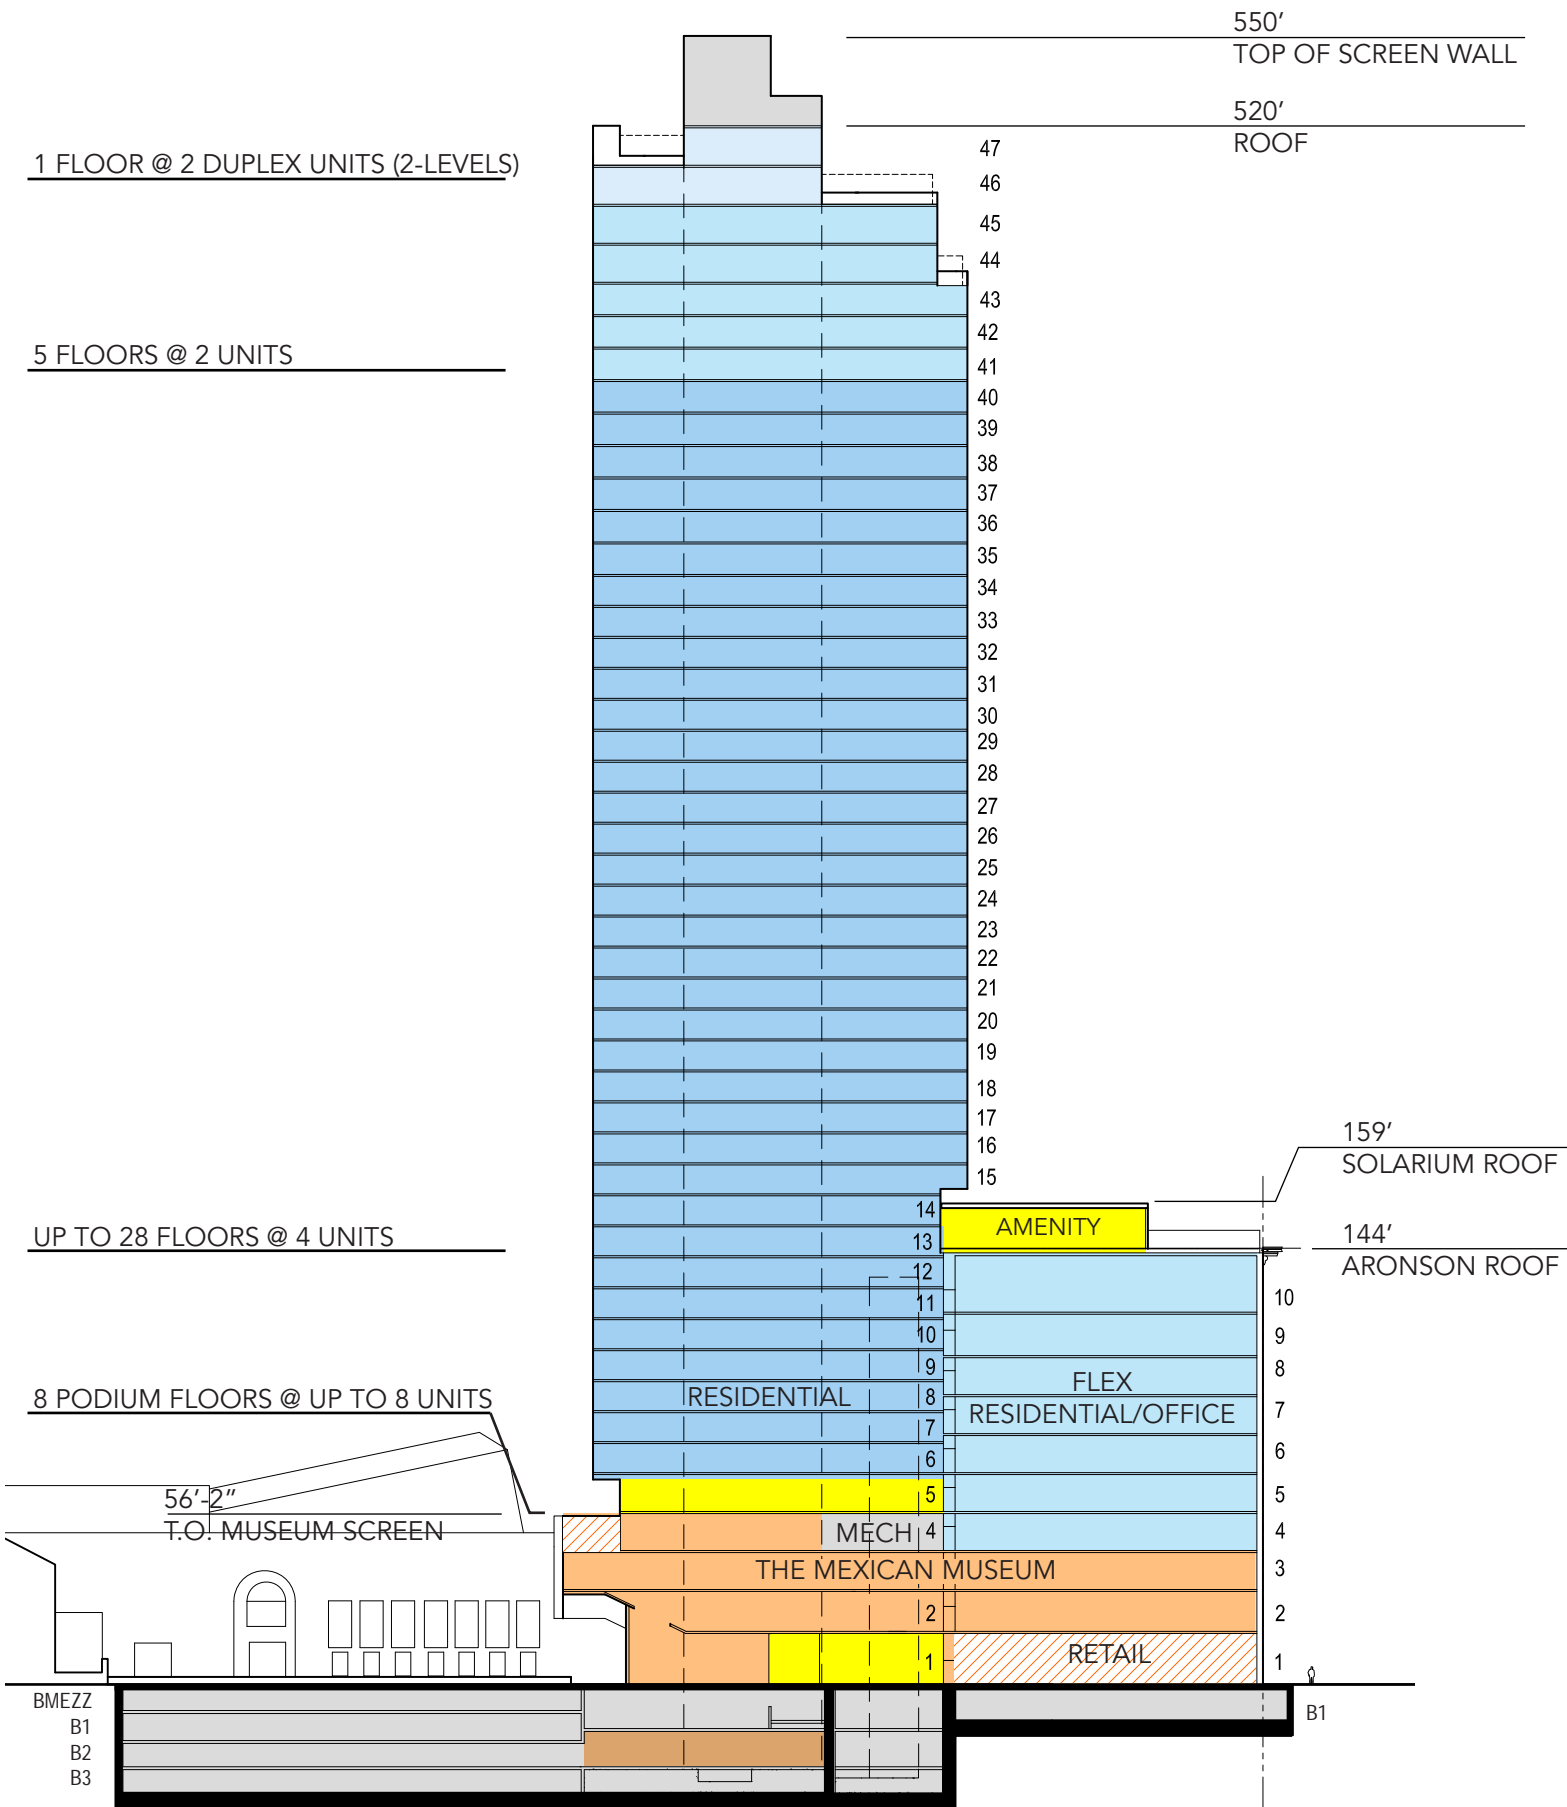 550'
TOP OF SCREEN WALL
520'
ROOF
1 FLOOR @ 2 DUPLEX UNITS (2-LEVELS)
47
46
45
44
43
42
5 FLOORS @ 2 UNITS
41
40
39
38
37
36
35
34
33
32
31
30
29
28
27
26
25
24
23
22
21
20
19
18
17
16
15
159'
SOLARIUM ROOF
14
AMENITY
UP TO 28 FLOORS @ 4 UNITS
13
144'
ARONSON ROOF
12
11
10
10
9
9
8
8 PODIUM FLOORS @ UP TO 8 UNITS
RESIDENTIAL
8
FLEX
RESIDENTIAL/OFFICE
7
7
6
6
56'-2"
T.O. MUSEUM SCREEN
5
5
MECH
4
4
THE MEXICAN MUSEUM
3
2
2
RETAIL
1
1
BMEZZ
B1
B1
B2
B3